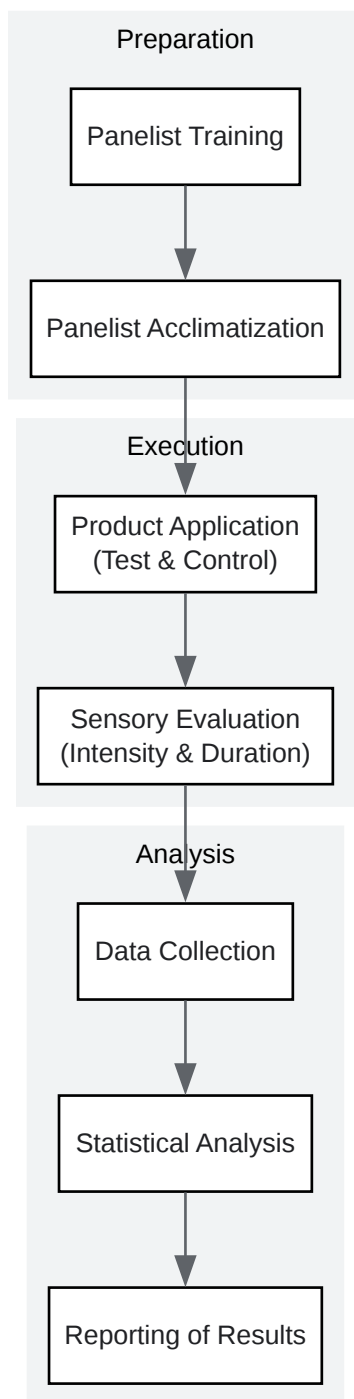 Preparation
Panelist Training
Panelist Acclimatization
Execution
Product Application
(Test & Control)
Sensory Evaluation
(Intensity & Duration)
Analysis
Data Collection
Statistical Analysis
Reporting of Results